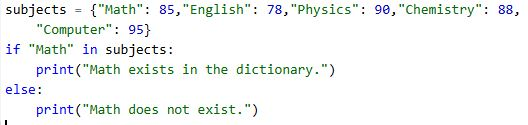 subjects = {"Math": 85,"English": 78,"Physics": 90,"Chemistry": 88,
    "Computer": 95}
if "Math" in subjects:
    print("Math exists in the dictionary.")
else:
    print("Math does not exist.")